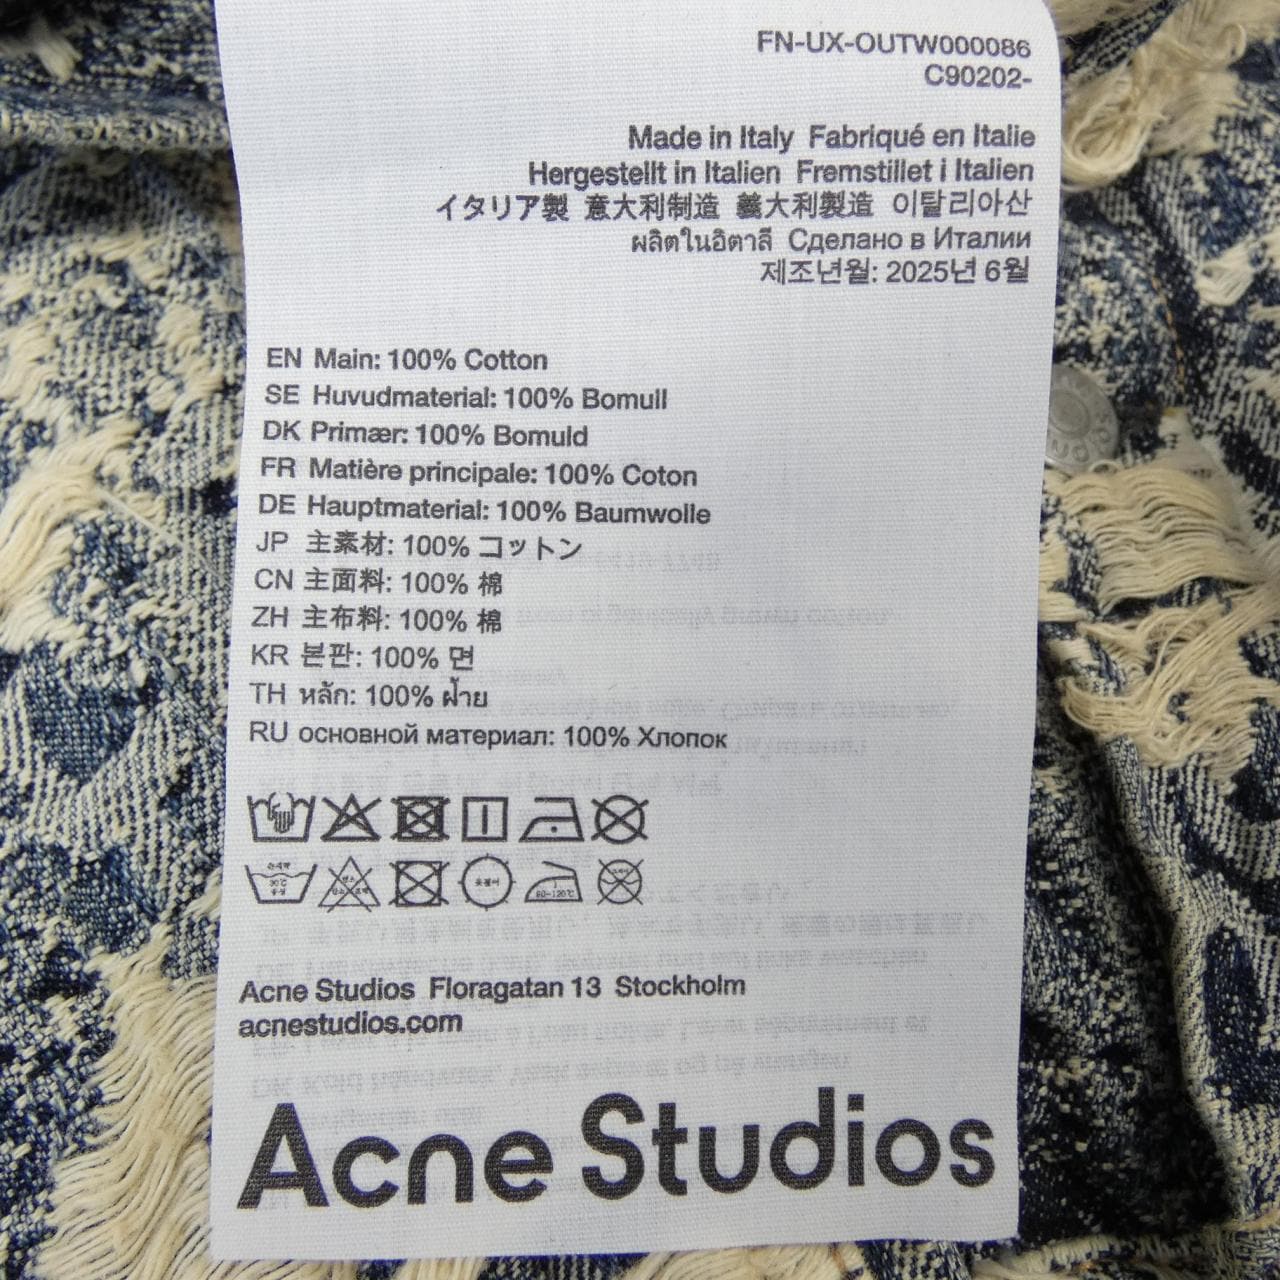 FN-UX-OUTW000086
C90202-
Made in Italy Fabriqué en Italie
Hergestellt in Italien Fremstillet i Italien
イタリア製 意大利制造 義大利製造 이탈리아산
ผลิตในอิตาลี Сделано в Италии
제조년월: 2025년 6월
EN Main: 100% Cotton
SE Huvudmaterial: 100% Bomull
DK Primær: 100% Bomuld
FR Matière principale: 100% Coton
DE Hauptmaterial: 100% Baumwolle
JP 主素材: 100% コットン
CN 主面料: 100% 棉
ZH 主布料: 100% 棉
KR 본판: 100% 면
TH หลัก: 100% ฝ้าย
RU основной материал: 100% Хлопок
30℃
80-120℃
Acne Studios Floragatan 13 Stockholm
acnestudios.com
Acne Studios